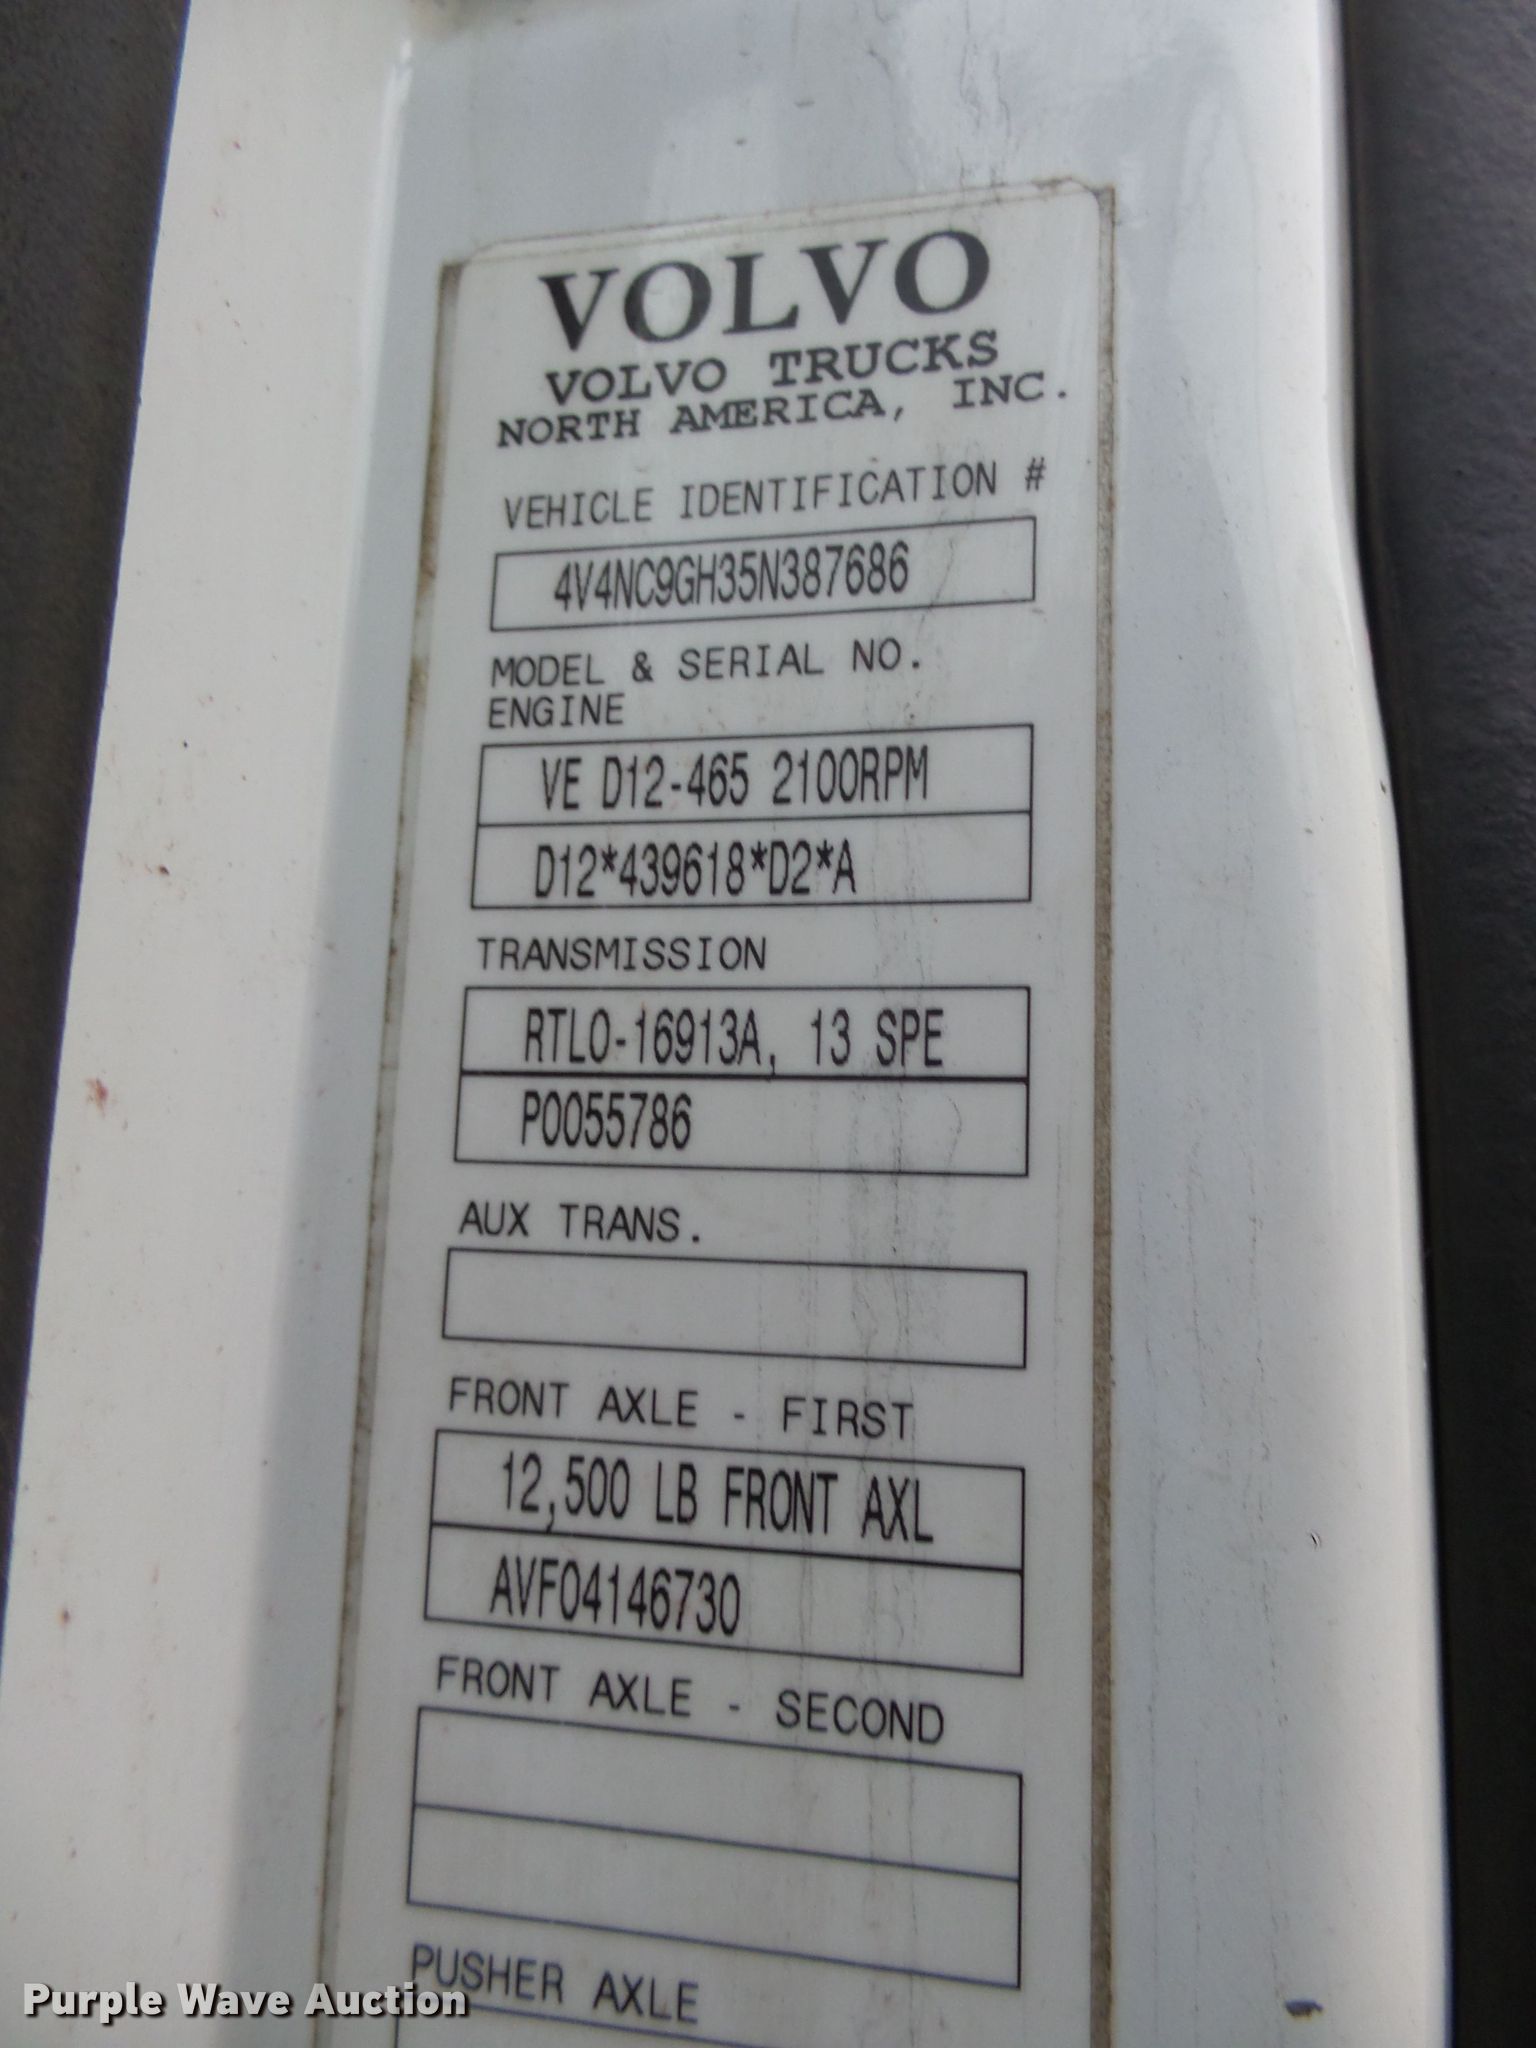 VOLVO
VOLVO TRUCKS
NORTH AMERICA, INC.
VEHICLE IDENTIFICATION #
4V4NC9GH35N387686
MODEL & SERIAL NO.
ENGINE
VE D12-465 2100RPM
D12*439618*D2*A
TRANSMISSION
RTLO-16913A, 13 SPE
P0055786
AUX TRANS.
FRONT AXLE - FIRST
12,500 LB FRONT AXL
AVF04146730
FRONT AXLE - SECOND
PUSHER AXLE
Purple Wave Auction